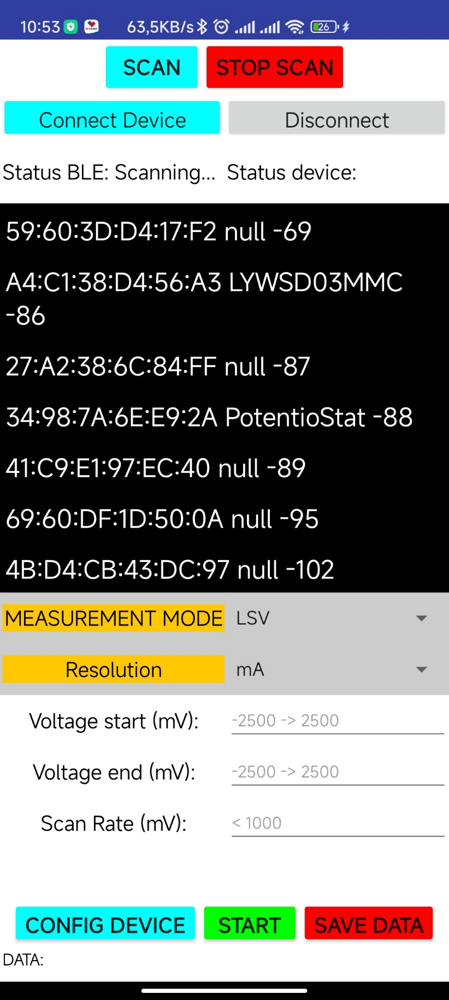 10:53 63,5KB/s 26
SCAN STOP SCAN
Connect Device Disconnect
Status BLE: Scanning... Status device:
59:60:3D:D4:17:F2 null -69
A4:C1:38:D4:56:A3 LYWSD03MMC
-86
27:A2:38:6C:84:FF null -87
34:98:7A:6E:E9:2A PotentioStat -88
41:C9:E1:97:EC:40 null -89
69:60:DF:1D:50:0A null -95
4B:D4:CB:43:DC:97 null -102
MEASUREMENT MODE LSV
Resolution mA
Voltage start (mV): -2500 -> 2500
Voltage end (mV): -2500 -> 2500
Scan Rate (mV): < 1000
CONFIG DEVICE START SAVE DATA
DATA: